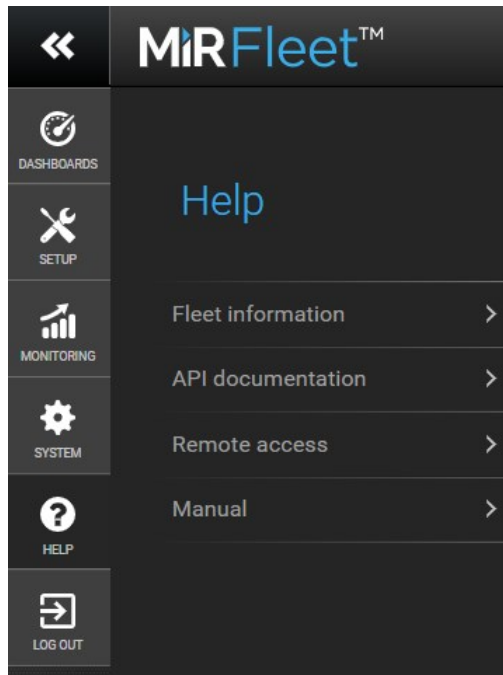 MiRFleet™
DASHBOARDS
SETUP
MONITORING
SYSTEM
HELP
LOG OUT
Help
Fleet information
API documentation
Remote access
Manual